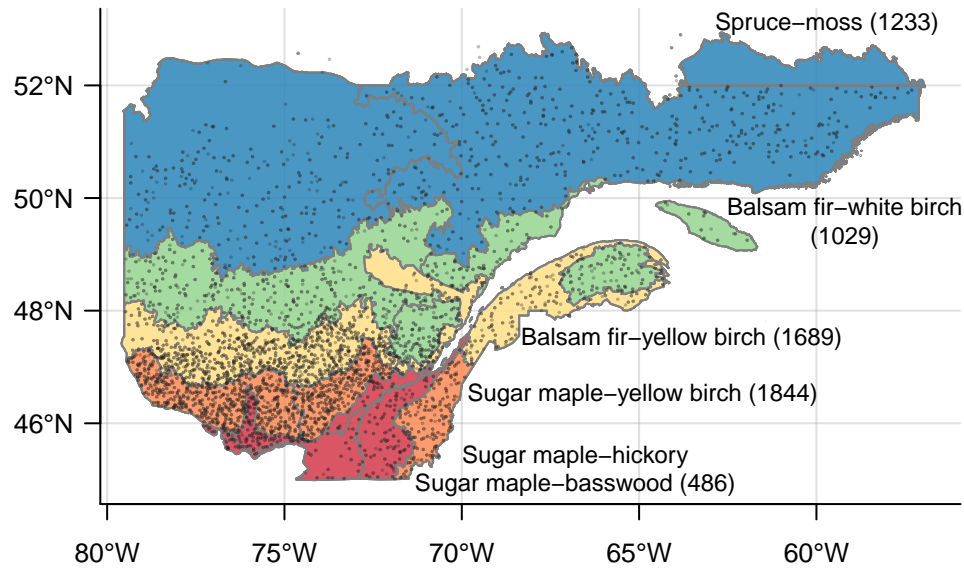 Spruce−moss (1233)
52°N
50°N
Balsam fir−white birch
(1029)
48°N
Balsam fir−yellow birch (1689)
Sugar maple−yellow birch (1844)
46°N
Sugar maple−hickory
Sugar maple−basswood (486)
80°W 75°W 70°W 65°W 60°W